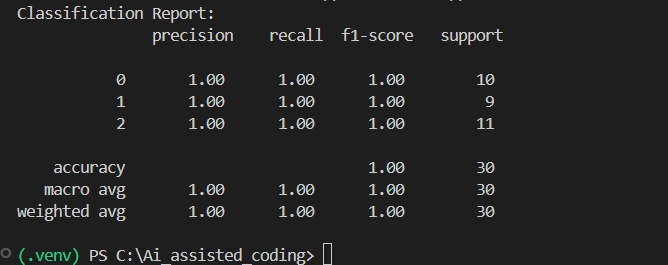 Classification Report:
precision recall f1-score support
0 1.00 1.00 1.00 10
1 1.00 1.00 1.00 9
2 1.00 1.00 1.00 11
accuracy 1.00 30
macro avg 1.00 1.00 1.00 30
weighted avg 1.00 1.00 1.00 30
(.venv) PS C:\Ai_assisted_coding>